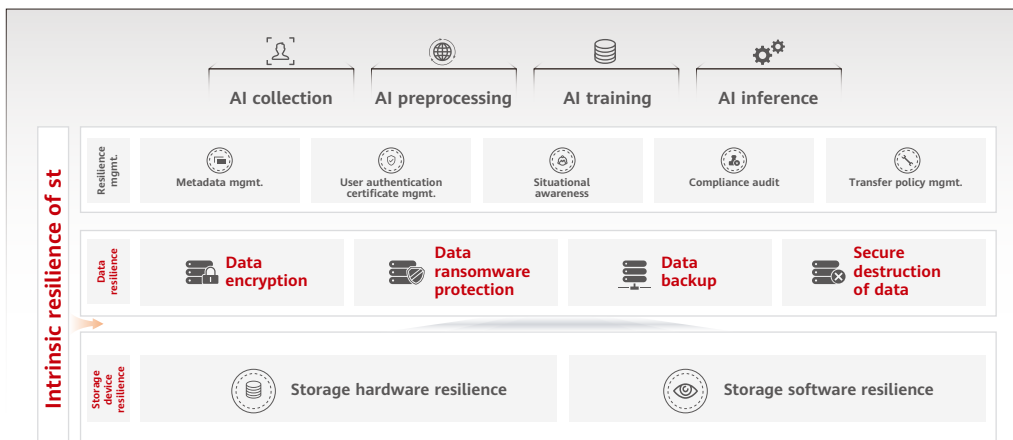 AI collection
AI preprocessing
AI training
AI inference
Intrinsic resilience of st
Resilience
mgmt.
Metadata mgmt.
User authentication
certificate mgmt.
Situational
awareness
Compliance audit
Transfer policy mgmt.
Data
resilience
Data
encryption
Data
ransomware
protection
Data
backup
Secure
destruction
of data
Storage
device
resilience
Storage hardware resilience
Storage software resilience